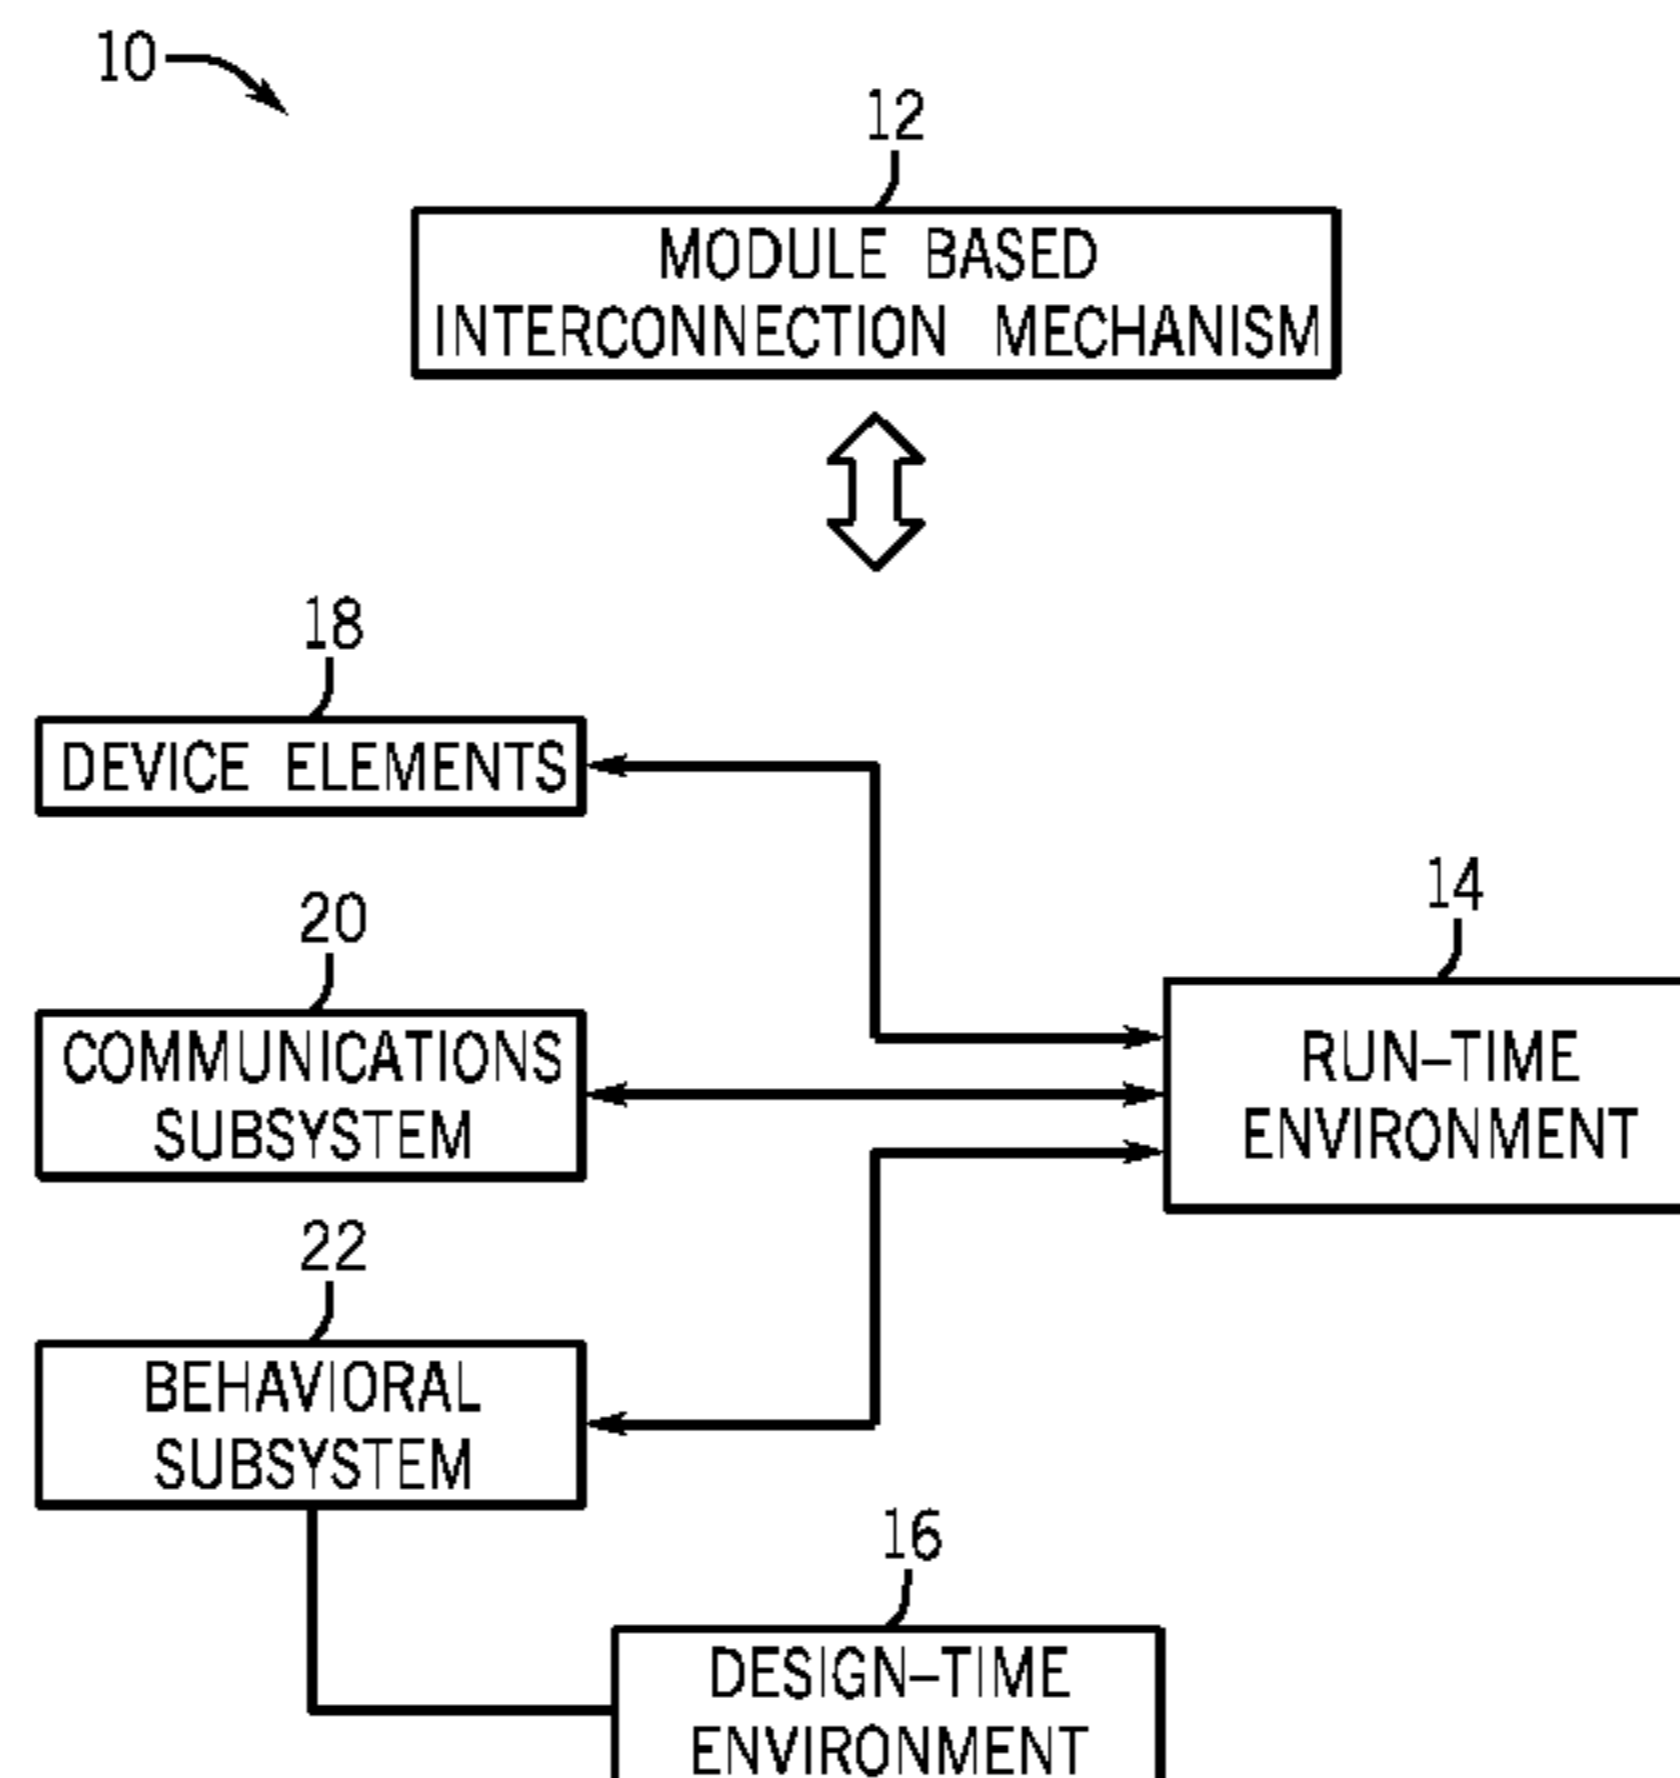 10
12
MODULE BASED
INTERCONNECTION MECHANISM
18
DEVICE ELEMENTS
20
COMMUNICATIONS
SUBSYSTEM
14
RUN–TIME
ENVIRONMENT
22
BEHAVIORAL
SUBSYSTEM
16
DESIGN–TIME
ENVIRONMENT